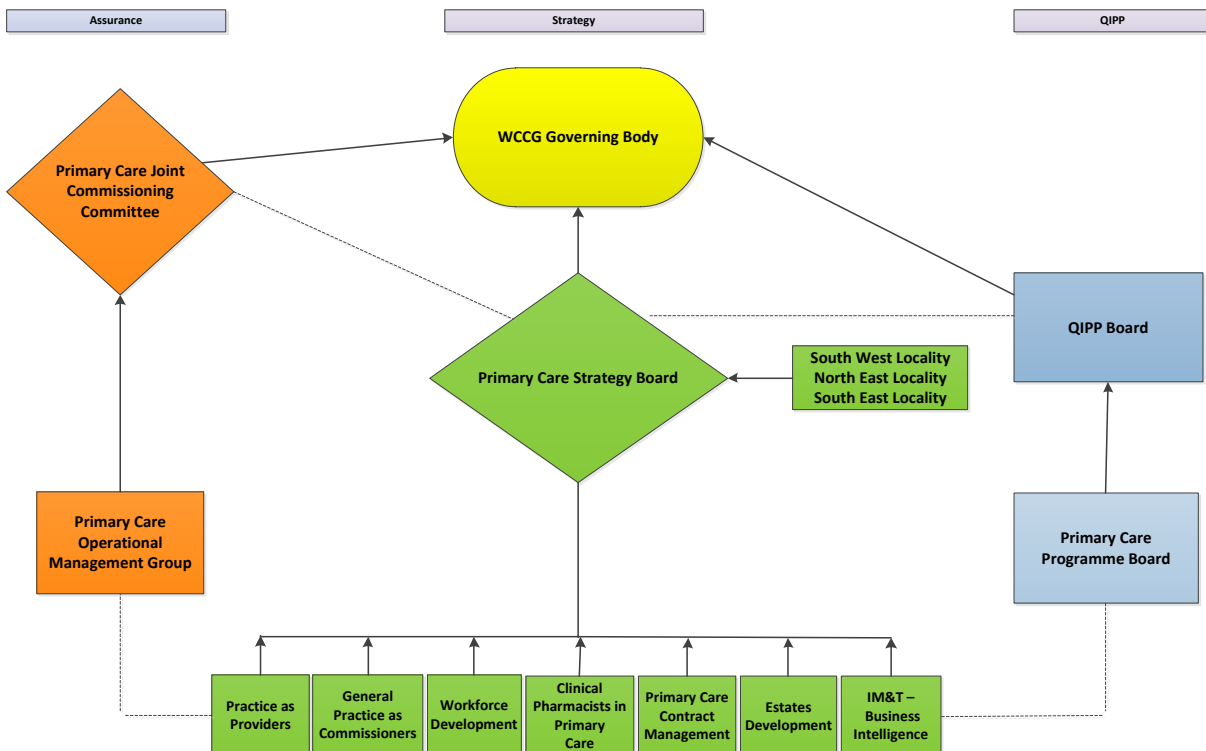 Assurance
Strategy
QIPP
WCCG Governing Body
Primary Care Joint
Commissioning
Committee
QIPP Board
Primary Care Strategy Board
South West Locality
North East Locality
South East Locality
Primary Care
Operational
Management Group
Primary Care
Programme Board
Practice as
Providers
General
Practice as
Commissioners
Workforce
Development
Clinical
Pharmacists in
Primary
Care
Primary Care
Contract
Management
Estates
Development
IM&T –
Business
Intelligence